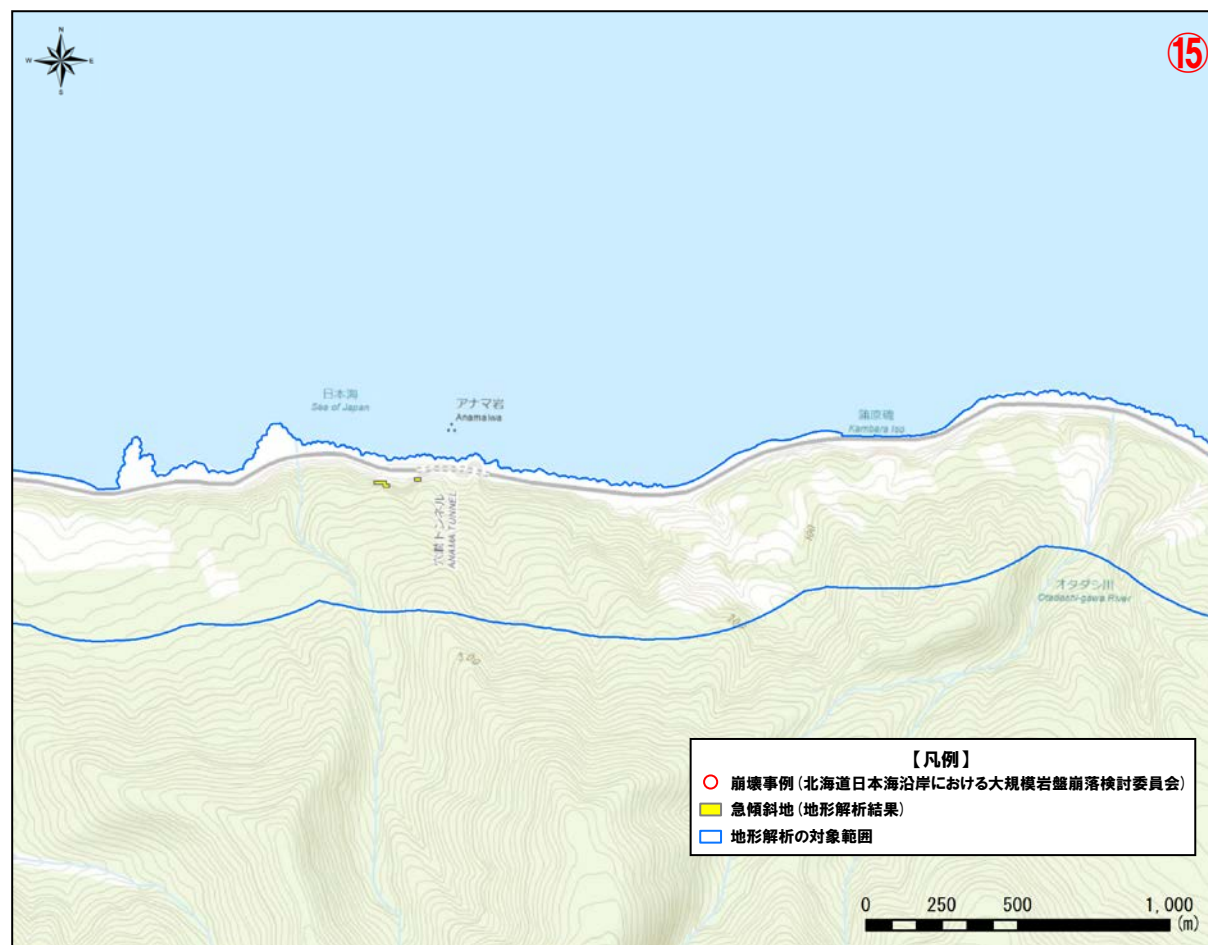 N
W E
S
⑮
日本海
Sea of Japan
アナマ岩
Anamaiwa
蒲原磯
Kambara Iso
穴澗トンネル
ANAMA TUNNEL
400
300
500
オタダシ川
Otadashi-gawa River
【凡例】
崩壊事例(北海道日本海沿岸における大規模岩盤崩落検討委員会)
急傾斜地(地形解析結果)
地形解析の対象範囲
0 250 500 1,000
(m)